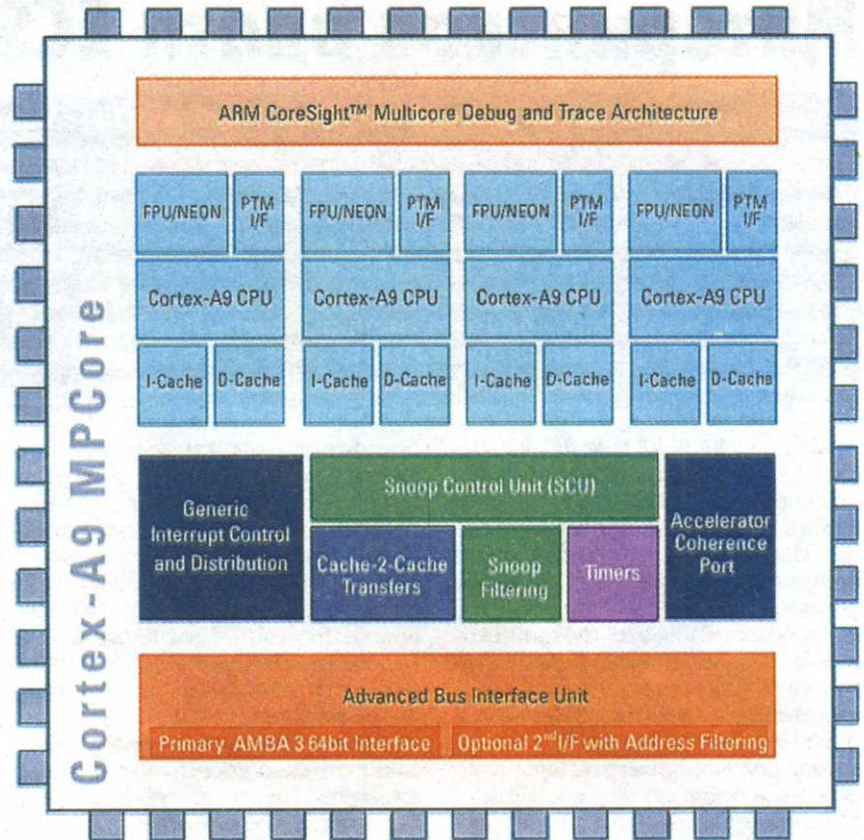 ARM CoreSight™ Multicore Debug and Trace Architecture
FPU/NEON
PTM
I/F
FPU/NEON
PTM
I/F
FPU/NEON
PTM
I/F
FPU/NEON
PTM
I/F
Cortex-A9 CPU
Cortex-A9 CPU
Cortex-A9 CPU
Cortex-A9 CPU
I-Cache
D-Cache
I-Cache
D-Cache
I-Cache
D-Cache
I-Cache
D-Cache
Cortex-A9 MPCore
Generic
Interrupt Control
and Distribution
Snoop Control Unit (SCU)
Cache-2-Cache
Transfers
Snoop
Filtering
Timers
Accelerator
Coherence
Port
Advanced Bus Interface Unit
Primary AMBA 3 64bit Interface
Optional 2nd I/F with Address Filtering